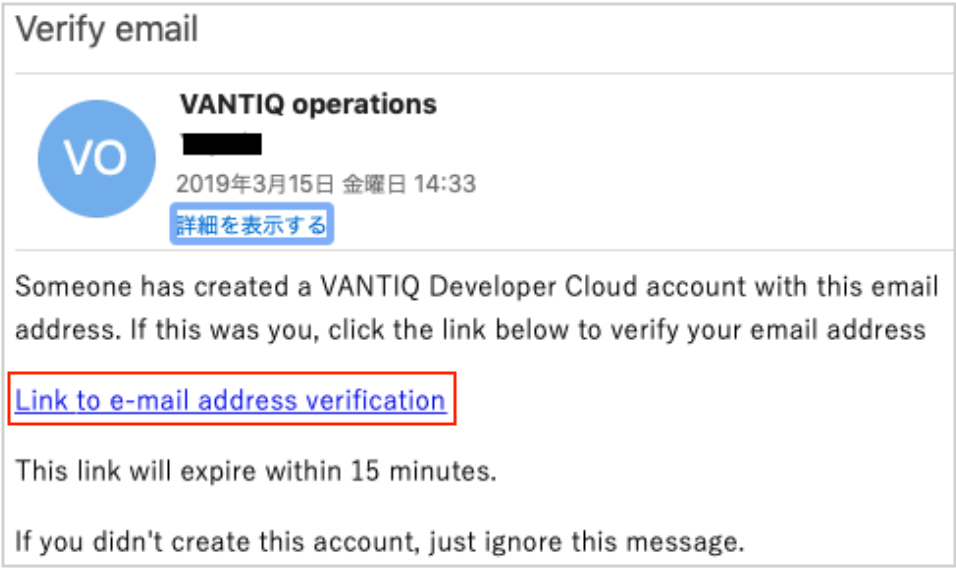 Verify email
VO
VANTIQ operations
2019年3月15日 金曜日 14:33
詳細を表示する
Someone has created a VANTIQ Developer Cloud account with this email
address. If this was you, click the link below to verify your email address
Link to e-mail address verification
This link will expire within 15 minutes.
If you didn't create this account, just ignore this message.